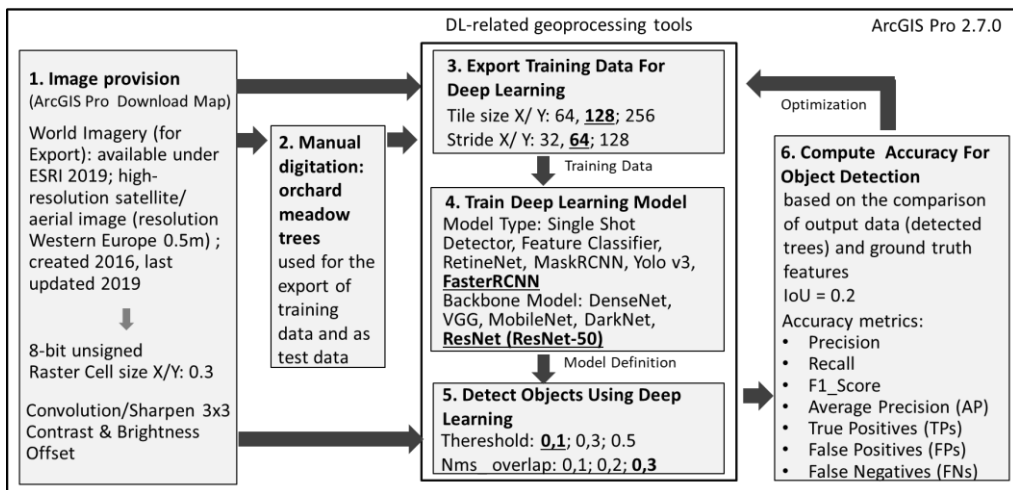 DL-related geoprocessing tools
ArcGIS Pro 2.7.0
1. Image provision
(ArcGIS Pro Download Map)
World Imagery (for
Export): available under
ESRI 2019; high-
resolution satellite/
aerial image (resolution
Western Europe 0.5m) ;
created 2016, last
updated 2019
8-bit unsigned
Raster Cell size X/Y: 0.3
Convolution/Sharpen 3x3
Contrast & Brightness
Offset
2. Manual
digitation:
orchard
meadow
trees
used for the
export of
training
data and as
test data
3. Export Training Data For
Deep Learning
Tile size X/ Y: 64, 128; 256
Stride X/ Y: 32, 64; 128
Training Data
4. Train Deep Learning Model
Model Type: Single Shot
Detector, Feature Classifier,
RetineNet, MaskRCNN, Yolo v3,
FasterRCNN
Backbone Model: DenseNet,
VGG, MobileNet, DarkNet,
ResNet (ResNet-50)
Model Definition
5. Detect Objects Using Deep
Learning
Thereshold: 0,1; 0,3; 0.5
Nms_ overlap: 0,1; 0,2; 0,3
Optimization
6. Compute Accuracy For
Object Detection
based on the comparison
of output data (detected
trees) and ground truth
features
IoU = 0.2
Accuracy metrics:
• Precision
• Recall
• F1_Score
• Average Precision (AP)
• True Positives (TPs)
• False Positives (FPs)
• False Negatives (FNs)